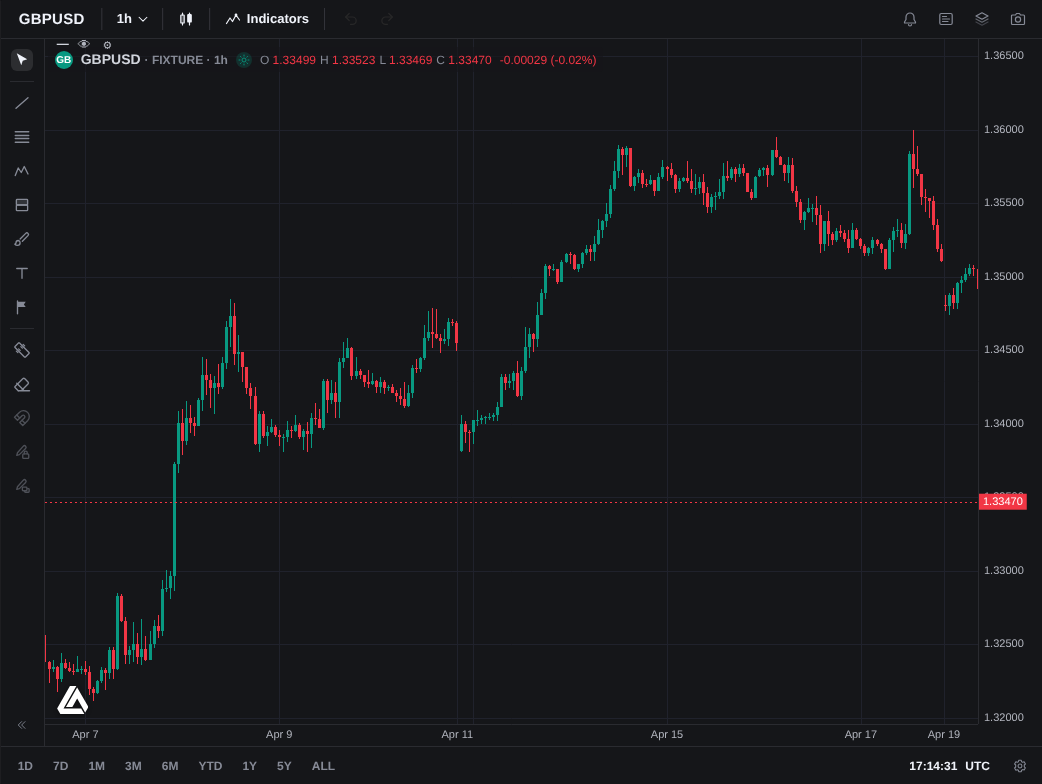 GBPUSD 1h Indicators
GB GBPUSD · FIXTURE · 1h O 1.33499 H 1.33523 L 1.33469 C 1.33470 -0.00029 (-0.02%)
1.36500
1.36000
1.35500
1.35000
1.34500
1.34000
1.33470
1.33000
1.32500
1.32000
Apr 7 Apr 9 Apr 11 Apr 15 Apr 17 Apr 19
1D 7D 1M 3M 6M YTD 1Y 5Y ALL 17:14:31 UTC